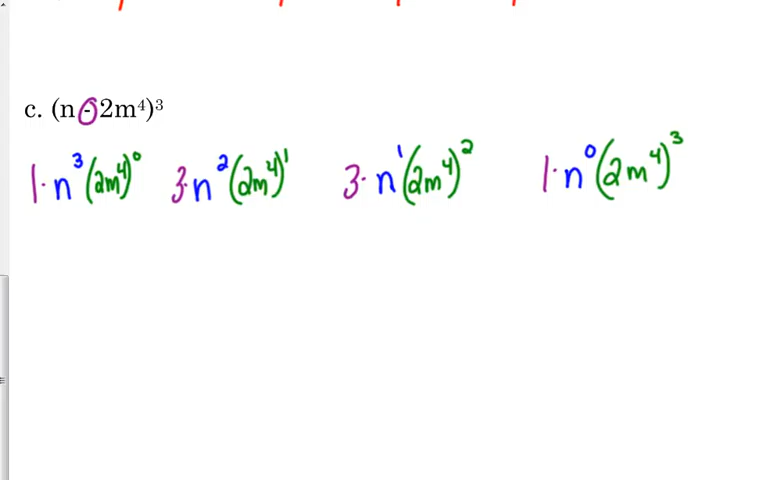 c. (n - 2m⁴)³
1·n³(2m⁴)⁰ 3·n²(2m⁴)¹ 3·n¹(2m⁴)² 1·n⁰(2m⁴)³